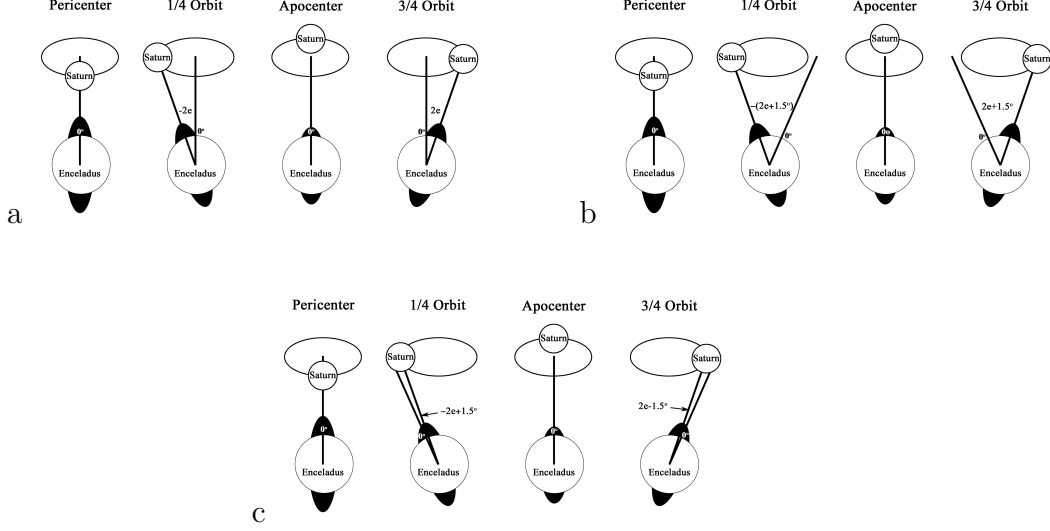 Pericenter 1/4 Orbit Apocenter 3/4 Orbit
Saturn Saturn Saturn Saturn
-2e 2e
0° 0° 0°
Enceladus Enceladus Enceladus Enceladus
a
Pericenter 1/4 Orbit Apocenter 3/4 Orbit
Saturn Saturn Saturn Saturn
−(2e+1.5°) 2e+1.5°
0° 0° 0o 0°
Enceladus Enceladus Enceladus Enceladus
b
Pericenter 1/4 Orbit Apocenter 3/4 Orbit
Saturn Saturn Saturn Saturn
−2e+1.5° 2e-1.5°
0° 0° 0° 0°
Enceladus Enceladus Enceladus Enceladus
c